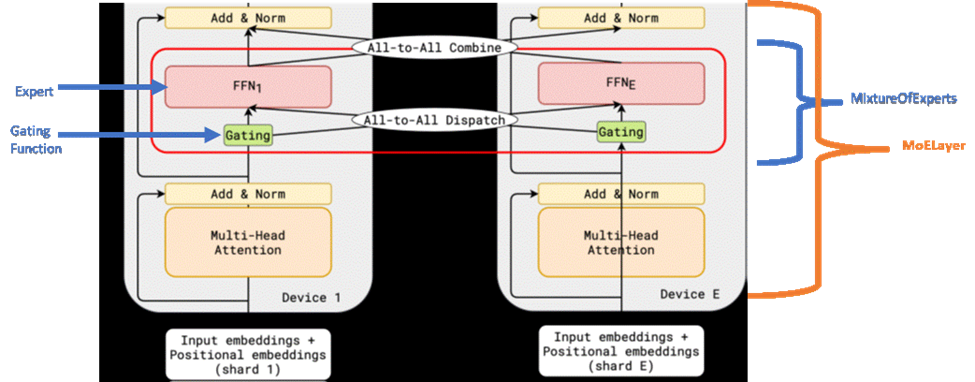 Add & Norm
Add & Norm
All-to-All Combine
FFN1
FFNE
Expert
MixtureOfExperts
All-to-All Dispatch
Gating
Function
Gating
Gating
MoELayer
Add & Norm
Add & Norm
Multi-Head
Attention
Multi-Head
Attention
Device 1
Device E
Input embeddings +
Positional embeddings
(shard 1)
Input embeddings +
Positional embeddings
(shard E)